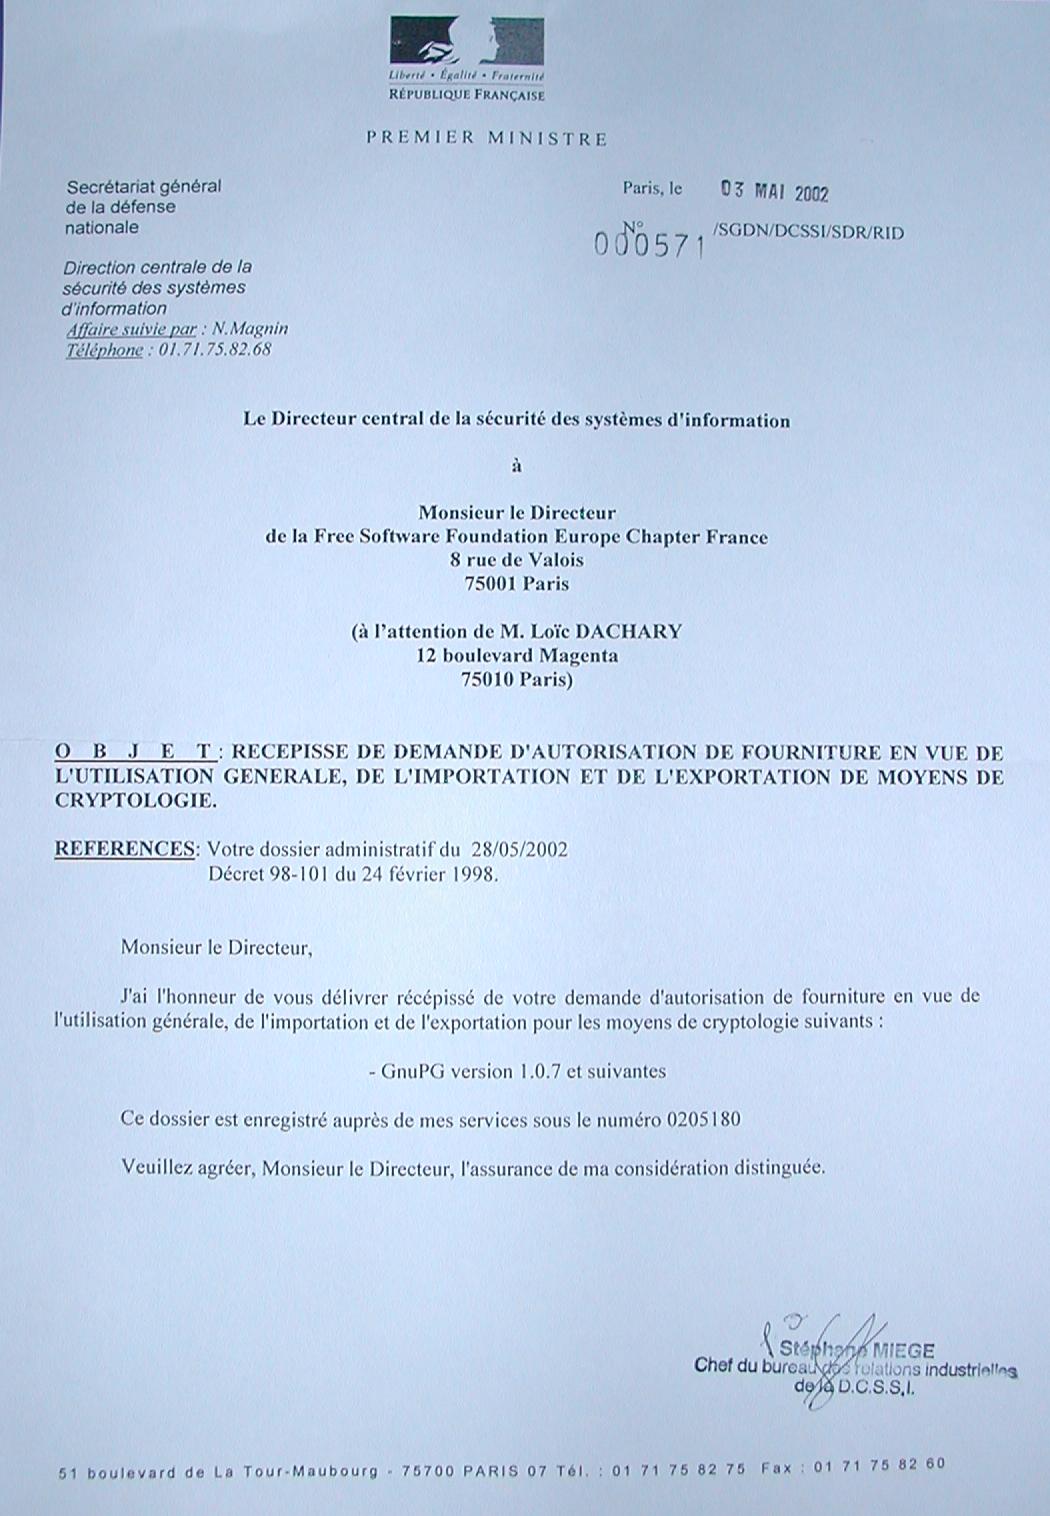 Liberté • Égalité • Fraternité
RÉPUBLIQUE FRANÇAISE
PREMIER MINISTRE
Secrétariat général
de la défense
nationale
Paris, le 03 MAI 2002
N° 000571 /SGDN/DCSSI/SDR/RID
Direction centrale de la
sécurité des systèmes
d'information
Affaire suivie par : N.Magnin
Téléphone : 01.71.75.82.68
Le Directeur central de la sécurité des systèmes d'information
à
Monsieur le Directeur
de la Free Software Foundation Europe Chapter France
8 rue de Valois
75001 Paris
(à l'attention de M. Loïc DACHARY
12 boulevard Magenta
75010 Paris)
O B J E T : RECEPISSE DE DEMANDE D'AUTORISATION DE FOURNITURE EN VUE DE
L'UTILISATION GENERALE, DE L'IMPORTATION ET DE L'EXPORTATION DE MOYENS DE
CRYPTOLOGIE.
REFERENCES: Votre dossier administratif du 28/05/2002
Décret 98-101 du 24 février 1998.
Monsieur le Directeur,
J'ai l'honneur de vous délivrer récépissé de votre demande d'autorisation de fourniture en vue de
l'utilisation générale, de l'importation et de l'exportation pour les moyens de cryptologie suivants :
- GnuPG version 1.0.7 et suivantes
Ce dossier est enregistré auprès de mes services sous le numéro 0205180
Veuillez agréer, Monsieur le Directeur, l'assurance de ma considération distinguée.
Stéphane MIEGE
Chef du bureau des relations industrielles
de la D.C.S.S.I.
51 boulevard de La Tour-Maubourg - 75700 PARIS 07 Tél. : 01 71 75 82 75 Fax : 01 71 75 82 60